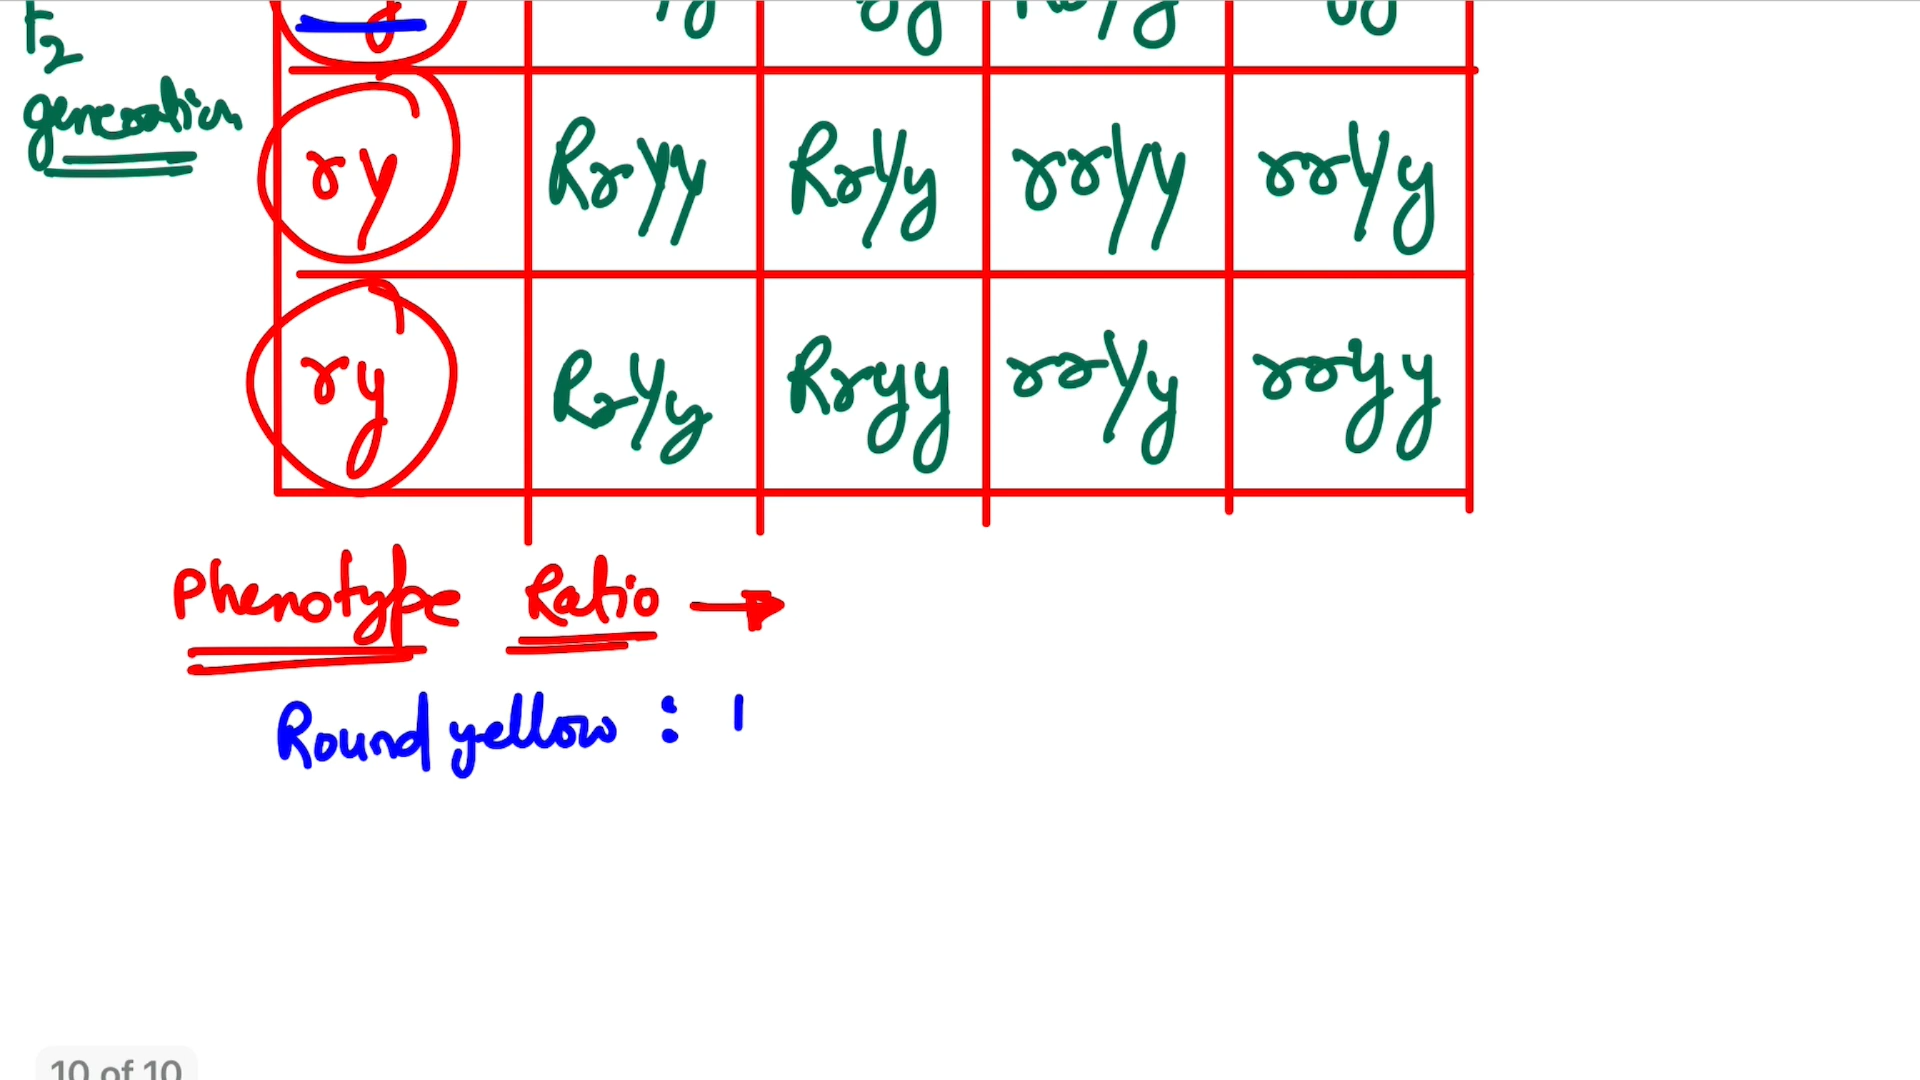 F2
generation
rY RrYY RrYy rrYY rrYy
ry RrYy Rryy rrYy rryy
Phenotype Ratio →
Round yellow :
10 of 10